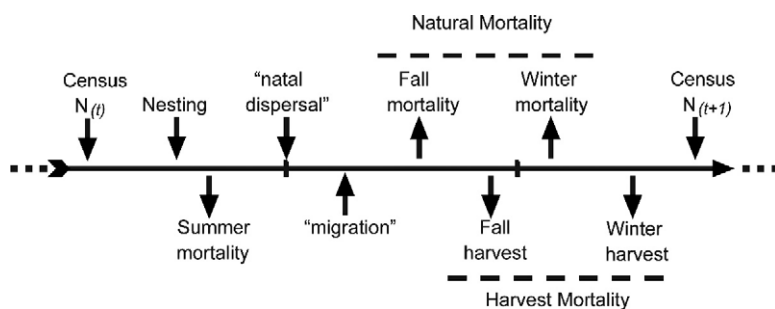 Natural Mortality
Census
N(t)
Nesting
“natal
dispersal”
Fall
mortality
Winter
mortality
Census
N(t+1)
Summer
mortality
“migration”
Fall
harvest
Winter
harvest
Harvest Mortality